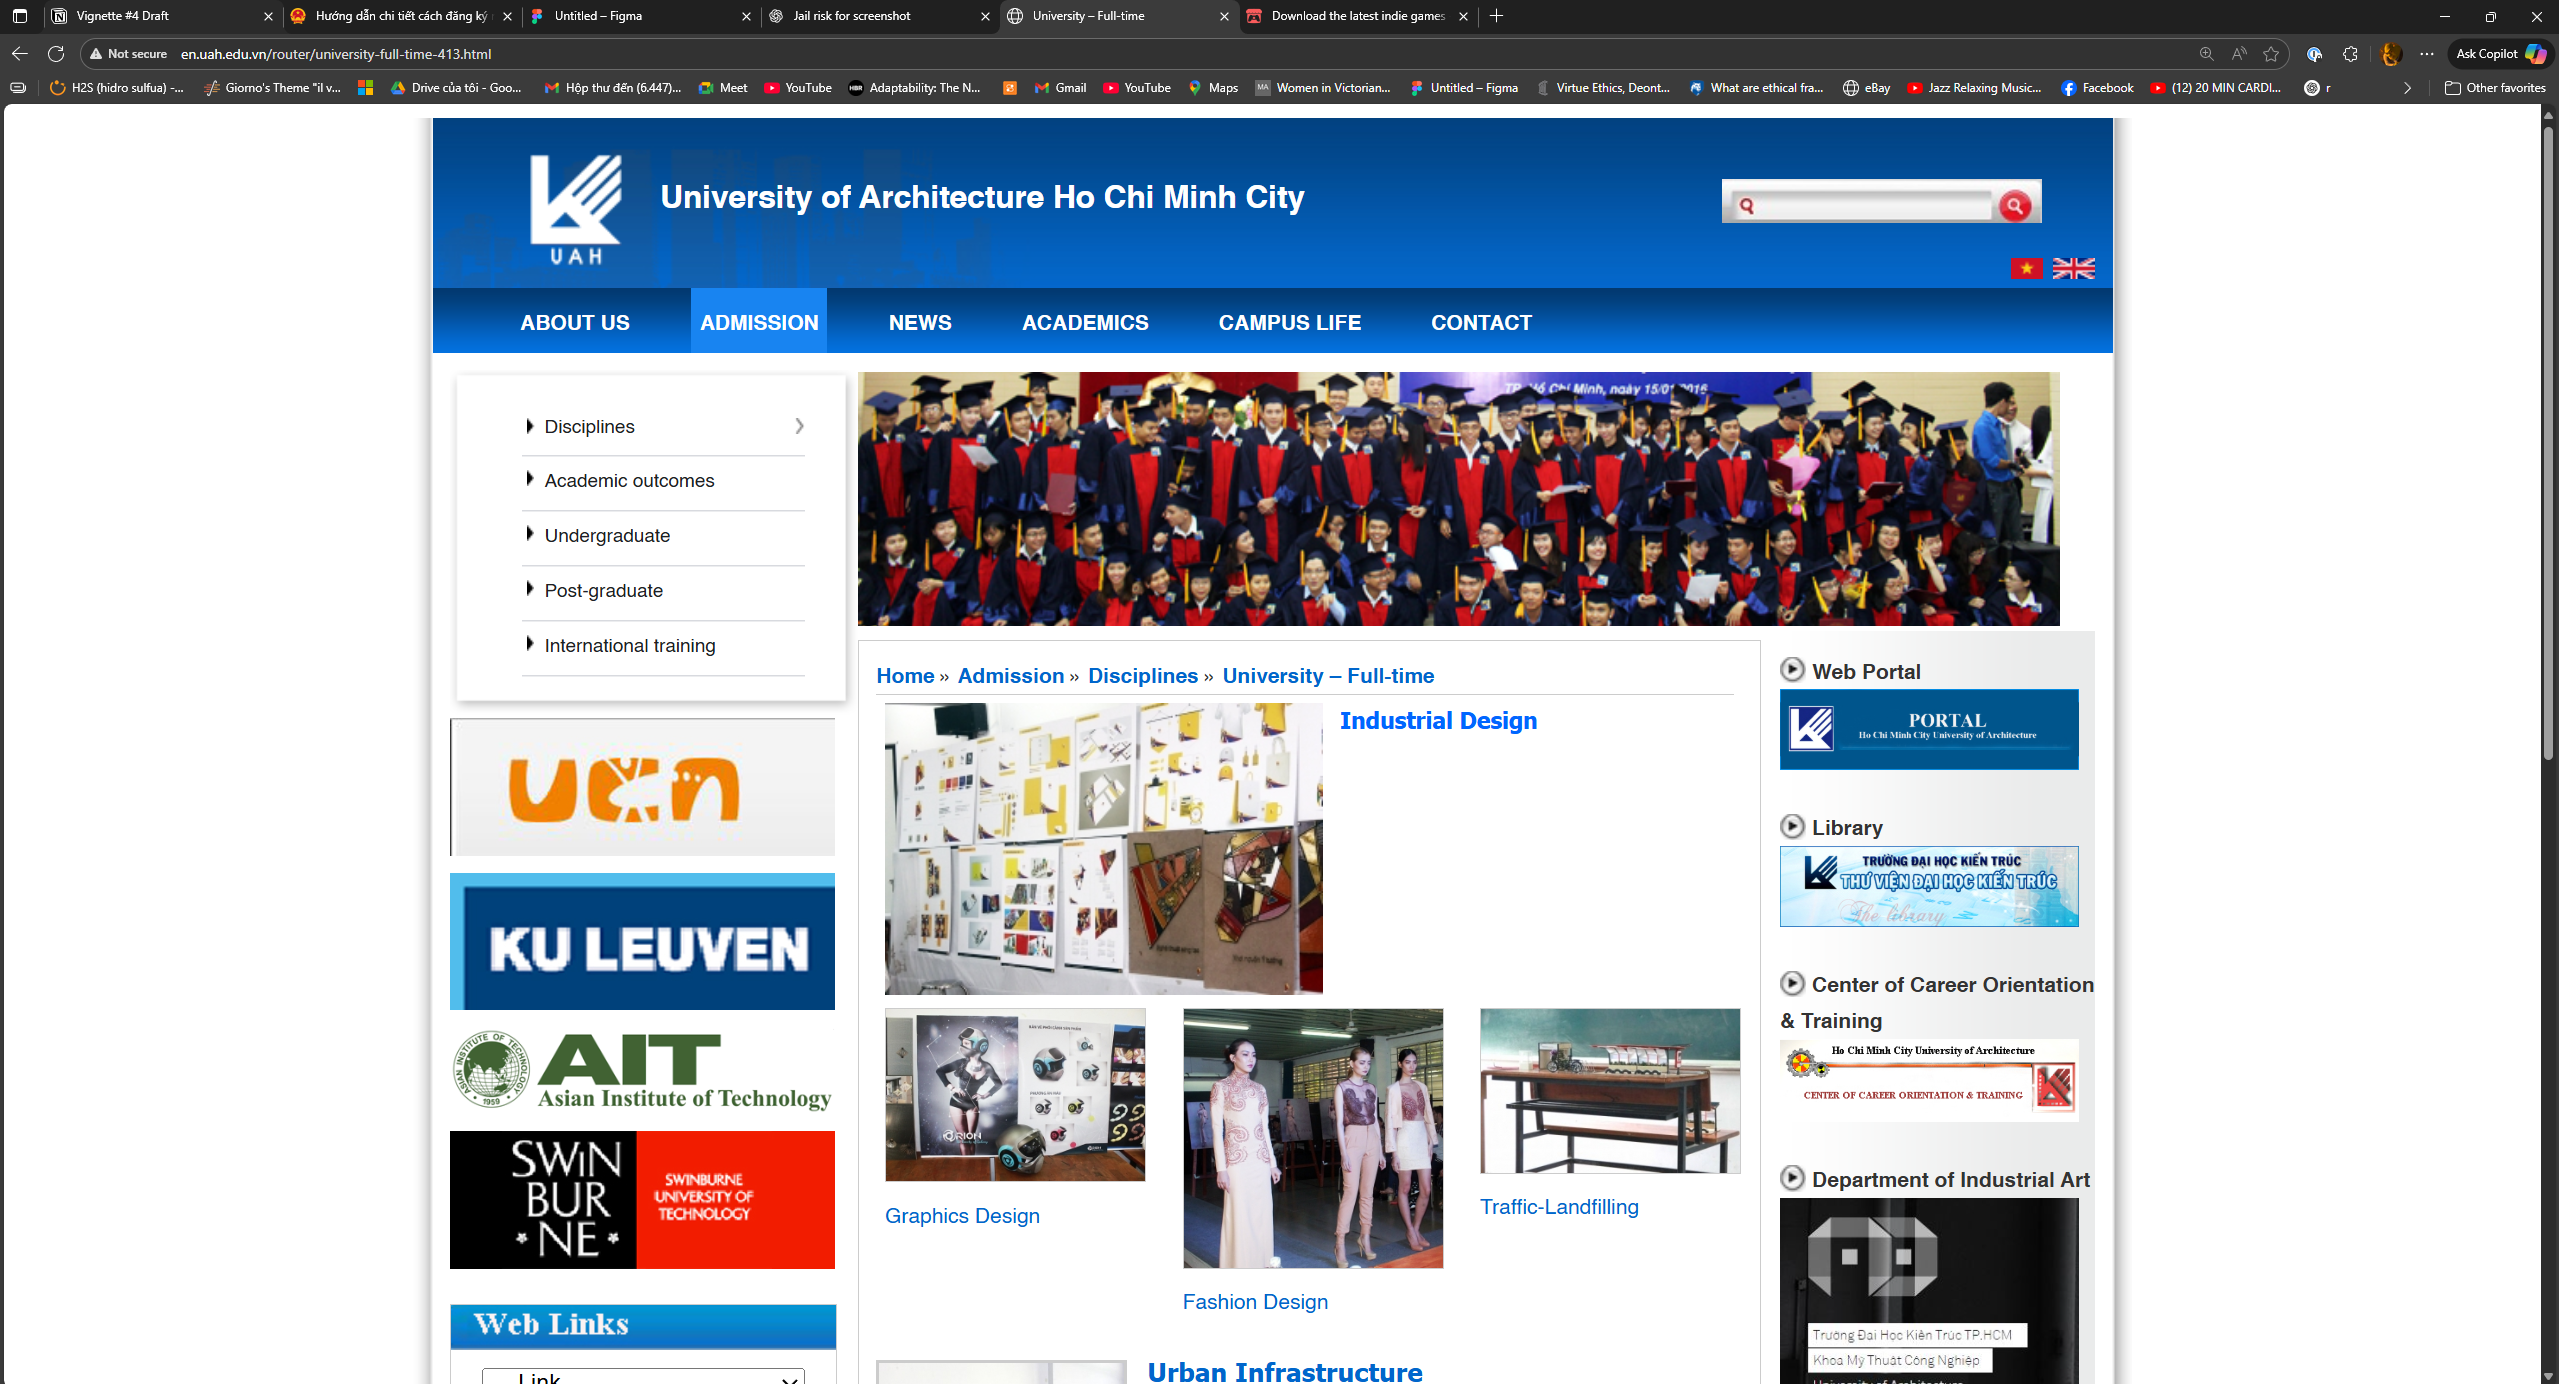 Vignette #4 Draft
Hướng dẫn chi tiết cách đăng ký
Untitled – Figma
Jail risk for screenshot
University – Full-time
Download the latest indie games
Not secure
en.uah.edu.vn/router/university-full-time-413.html
Ask Copilot
H2S (hidro sulfua) -...
Giorno's Theme "il v...
Drive của tôi - Goo...
Hộp thư đến (6.447)...
Meet
YouTube
Adaptability: The N...
Gmail
YouTube
Maps
Women in Victorian...
Untitled – Figma
Virtue Ethics, Deont...
What are ethical fra...
eBay
Jazz Relaxing Music...
Facebook
(12) 20 MIN CARDI...
r
Other favorites
UAH
University of Architecture Ho Chi Minh City
ABOUT US
ADMISSION
NEWS
ACADEMICS
CAMPUS LIFE
CONTACT
Disciplines
Academic outcomes
Undergraduate
Post-graduate
International training
TP. Hồ Chí Minh, ngày 15/01/2016
Home » Admission » Disciplines » University – Full-time
Industrial Design
Graphics Design
Fashion Design
Traffic-Landfilling
Urban Infrastructure
ucn
KU LEUVEN
ASIAN INSTITUTE OF TECHNOLOGY
1959
AIT
Asian Institute of Technology
SWIN
BUR
NE
SWINBURNE
UNIVERSITY OF
TECHNOLOGY
Web Links
Link
Web Portal
PORTAL
Ho Chi Minh City University of Architecture
Library
TRƯỜNG ĐẠI HỌC KIẾN TRÚC
THƯ VIỆN ĐẠI HỌC KIẾN TRÚC
The library
Center of Career Orientation
& Training
Ho Chi Minh City University of Architecture
CENTER OF CAREER ORIENTATION & TRAINING
Department of Industrial Art
Trường Đại Học Kiến Trúc TP.HCM
Khoa Mỹ Thuật Công Nghiệp
University of Architecture